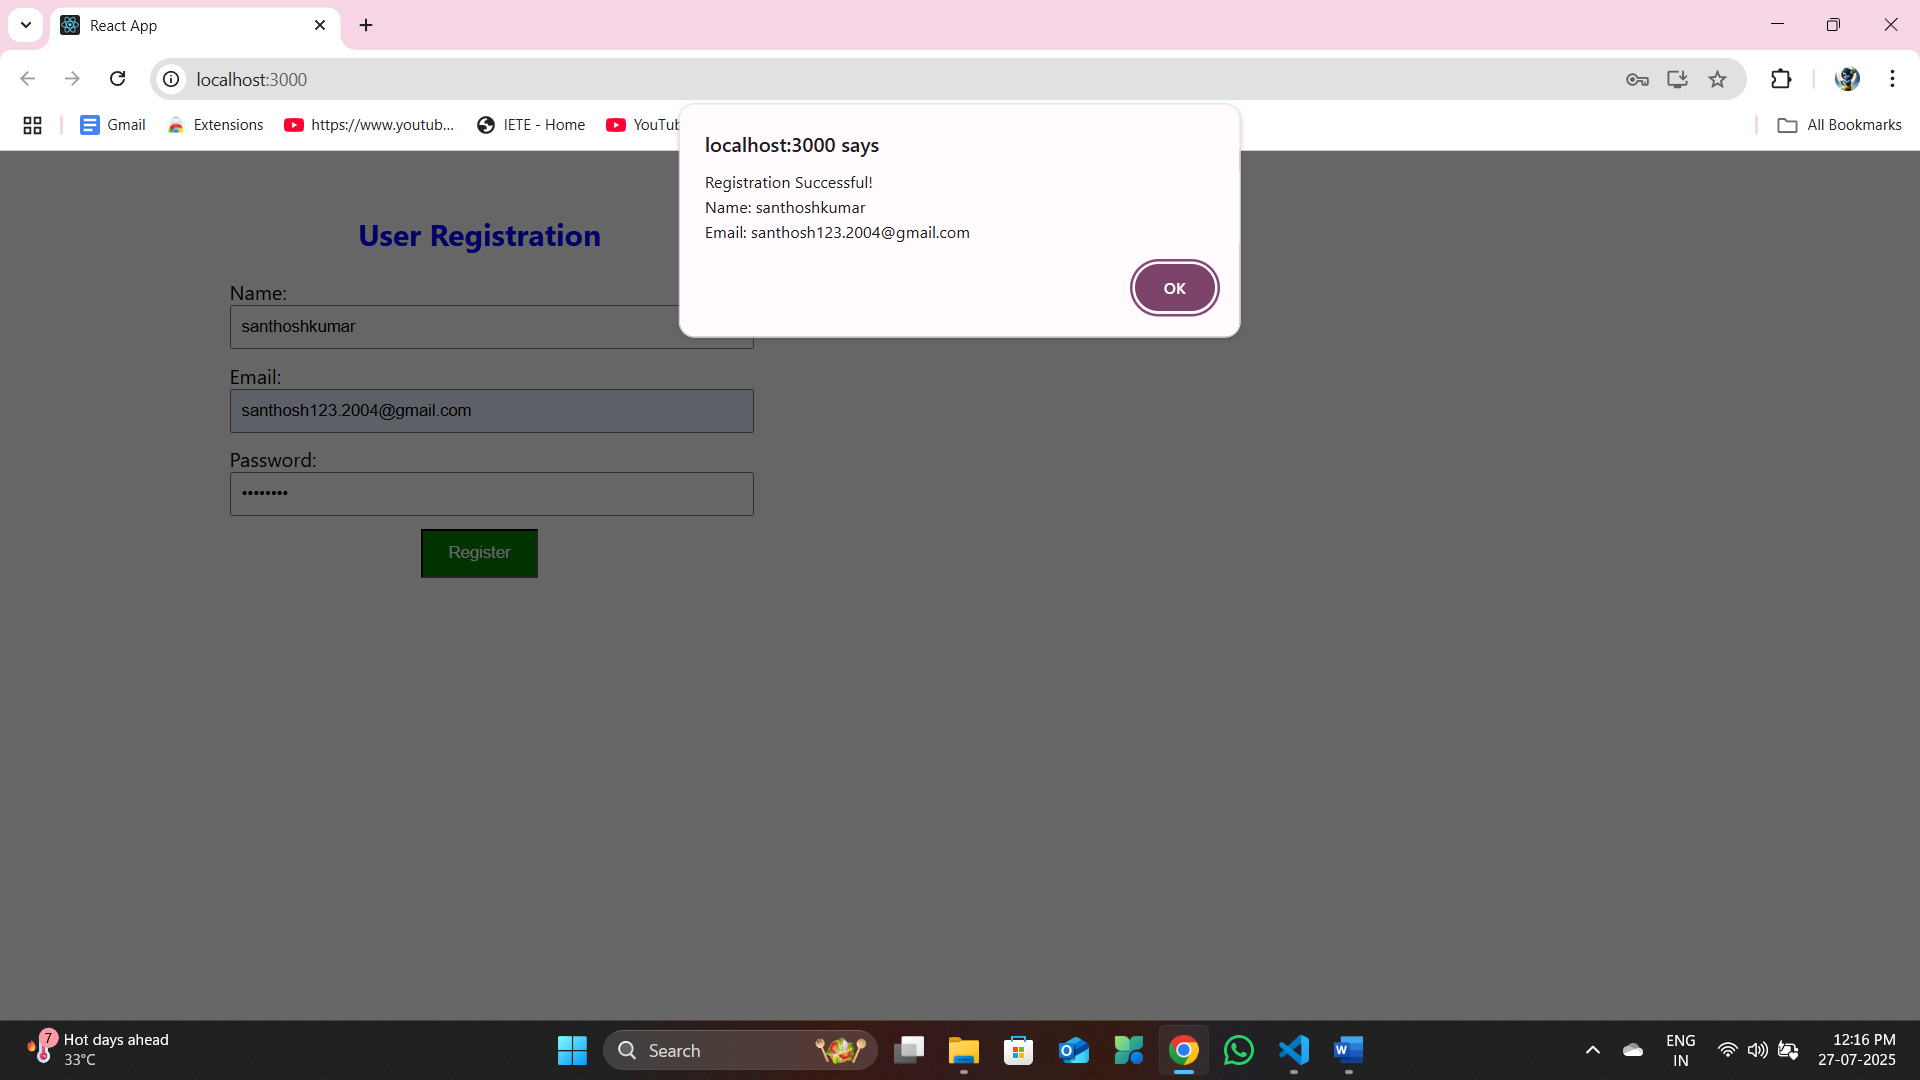 React App
localhost:3000
Gmail
Extensions
https://www.youtub...
IETE - Home
YouTub
All Bookmarks
localhost:3000 says
Registration Successful!
Name: santhoshkumar
Email: santhosh123.2004@gmail.com
OK
User Registration
Name:
santhoshkumar
Email:
santhosh123.2004@gmail.com
Password:
••••••••
Register
7
Hot days ahead
33°C
Search
ENG
IN
12:16 PM
27-07-2025